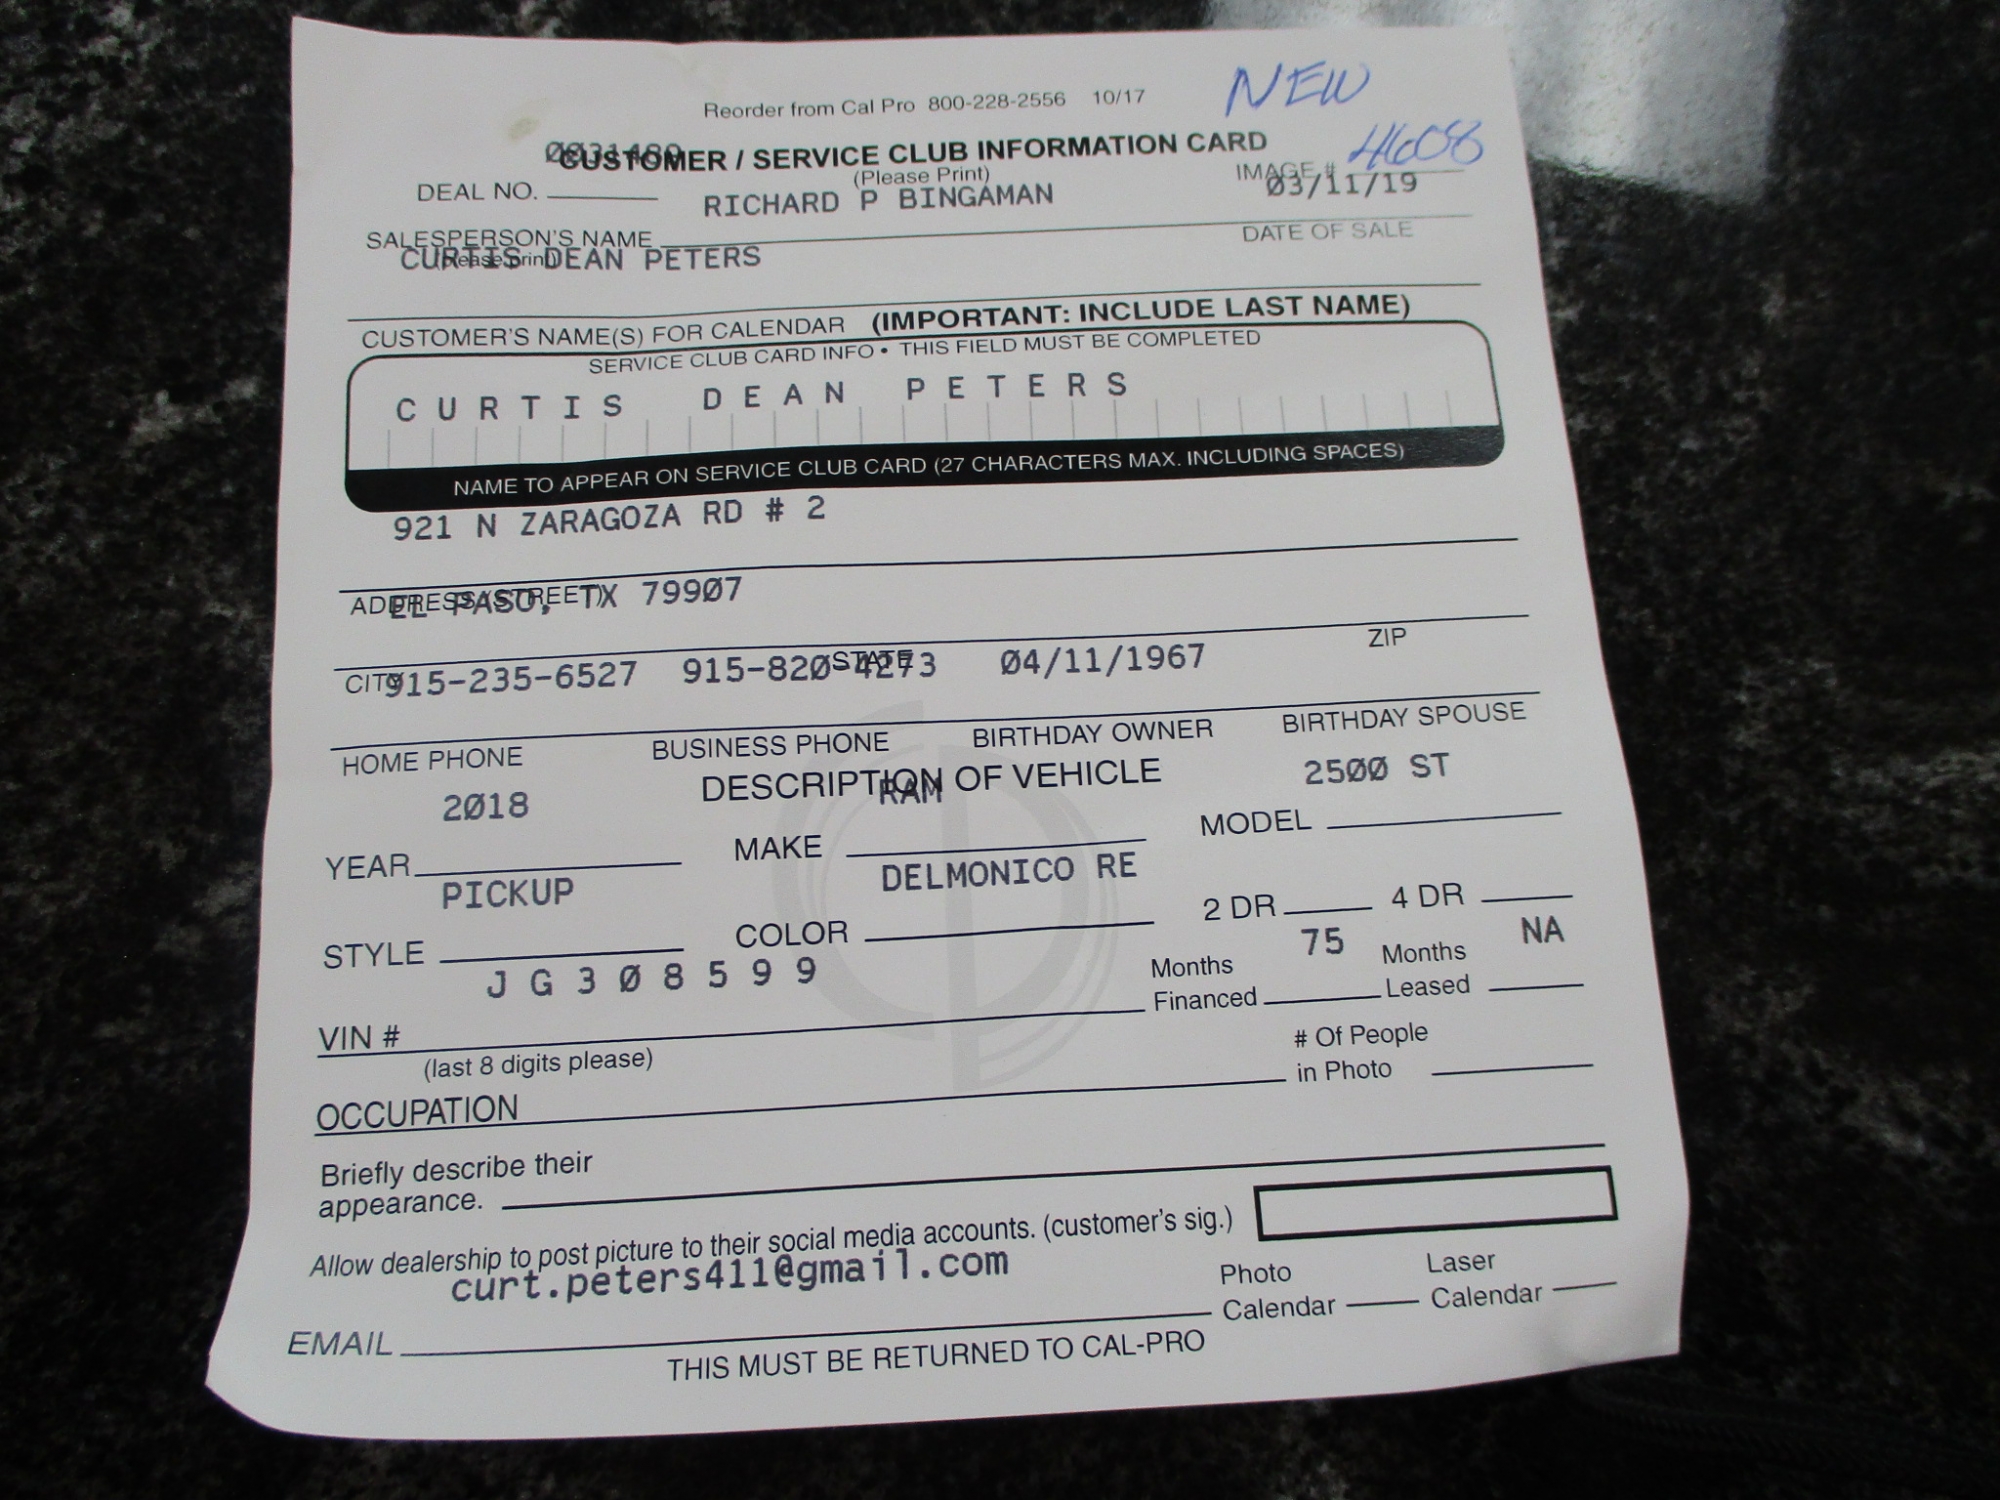 Reorder from Cal Pro 800-228-2556 10/17
NEW
CUSTOMER / SERVICE CLUB INFORMATION CARD
4608
(Please Print)
IMAGE #
DEAL NO.
RICHARD P BINGAMAN
03/11/19
SALESPERSON'S NAME
DATE OF SALE
(please print)
CURTIS DEAN PETERS
CUSTOMER'S NAME(S) FOR CALENDAR (IMPORTANT: INCLUDE LAST NAME)
SERVICE CLUB CARD INFO • THIS FIELD MUST BE COMPLETED
CURTIS DEAN PETERS
NAME TO APPEAR ON SERVICE CLUB CARD (27 CHARACTERS MAX. INCLUDING SPACES)
921 N ZARAGOZA RD # 2
ADDRESS (STREET)
EL PASO, TX 79907
CITY STATE ZIP
915-235-6527 915-820-4273 04/11/1967
HOME PHONE BUSINESS PHONE BIRTHDAY OWNER BIRTHDAY SPOUSE
DESCRIPTION OF VEHICLE
2018 RAM 2500 ST
YEAR MAKE MODEL
PICKUP DELMONICO RE
STYLE COLOR 2 DR 4 DR
JG308599 75 NA
VIN # Months Financed Months Leased
(last 8 digits please)
# Of People
in Photo
OCCUPATION
Briefly describe their
appearance.
Allow dealership to post picture to their social media accounts. (customer's sig.)
curt.peters411@gmail.com
EMAIL Photo Calendar Laser Calendar
THIS MUST BE RETURNED TO CAL-PRO